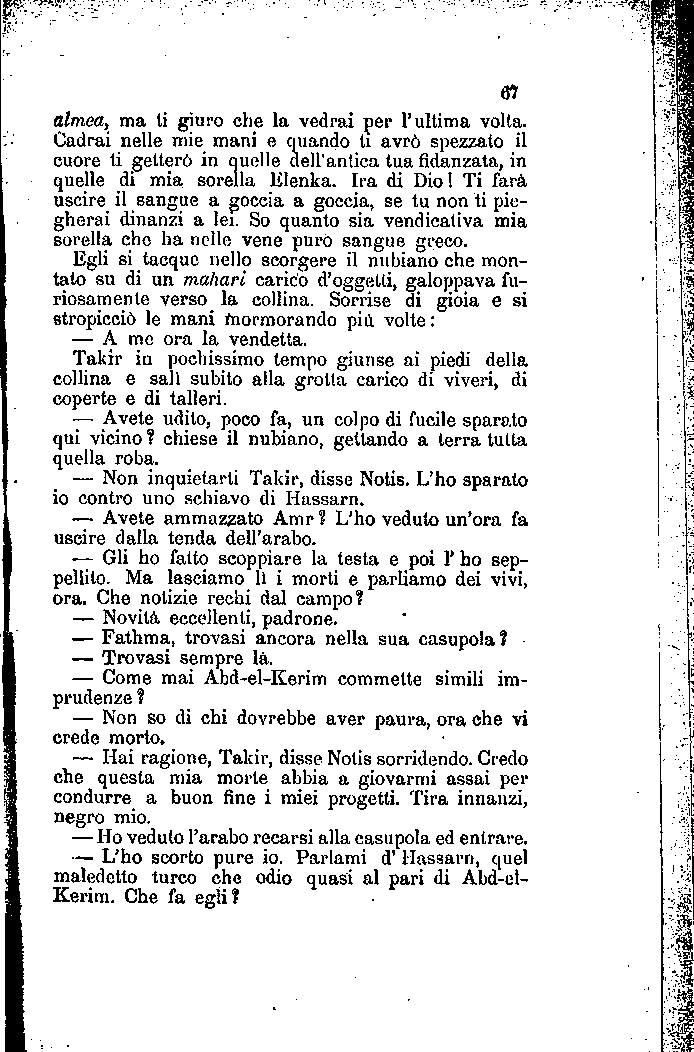 67
almea, ma ti giuro che la vedrai per l'ultima volta.
Cadrai nelle mie mani e quando ti avrò spezzato il
cuore ti getterò in quelle dell'antica tua fidanzata, in
quelle di mia sorella Elenka. Ira di Dio! Ti farà
uscire il sangue a goccia a goccia, se tu non ti pie-
gherai dinanzi a lei. So quanto sia vendicativa mia
sorella che ha nelle vene puro sangue greco.
Egli si tacque nello scorgere il nubiano che mon-
tato su di un mahari carico d'oggetti, galoppava fu-
riosamente verso la collina. Sorrise di gioia e si
stropicciò le mani mormorando più volte:
— A me ora la vendetta.
Takir in pochissimo tempo giunse ai piedi della
collina e salì subito alla grotta carico di viveri, di
coperte e di talleri.
— Avete udito, poco fa, un colpo di fucile sparato
qui vicino? chiese il nubiano, gettando a terra tutta
quella roba.
— Non inquietarti Takir, disse Notis. L'ho sparato
io contro uno schiavo di Hassarn.
— Avete ammazzato Amr? L'ho veduto un'ora fa
uscire dalla tenda dell'arabo.
— Gli ho fatto scoppiare la testa e poi l'ho sep-
pellito. Ma lasciamo lì i morti e parliamo dei vivi,
ora. Che notizie rechi dal campo?
— Novità eccellenti, padrone.
— Fathma, trovasi ancora nella sua casupola?
— Trovasi sempre là.
— Come mai Abd-el-Kerim commette simili im-
prudenze?
— Non so di chi dovrebbe aver paura, ora che vi
crede morto.
— Hai ragione, Takir, disse Notis sorridendo. Credo
che questa mia morte abbia a giovarmi assai per
condurre a buon fine i miei progetti. Tira innanzi,
negro mio.
— Ho veduto l'arabo recarsi alla casupola ed entrare.
— L'ho scorto pure io. Parlami d'Hassarn, quel
maledetto turco che odio quasi al pari di Abd-el-
Kerim. Che fa egli?